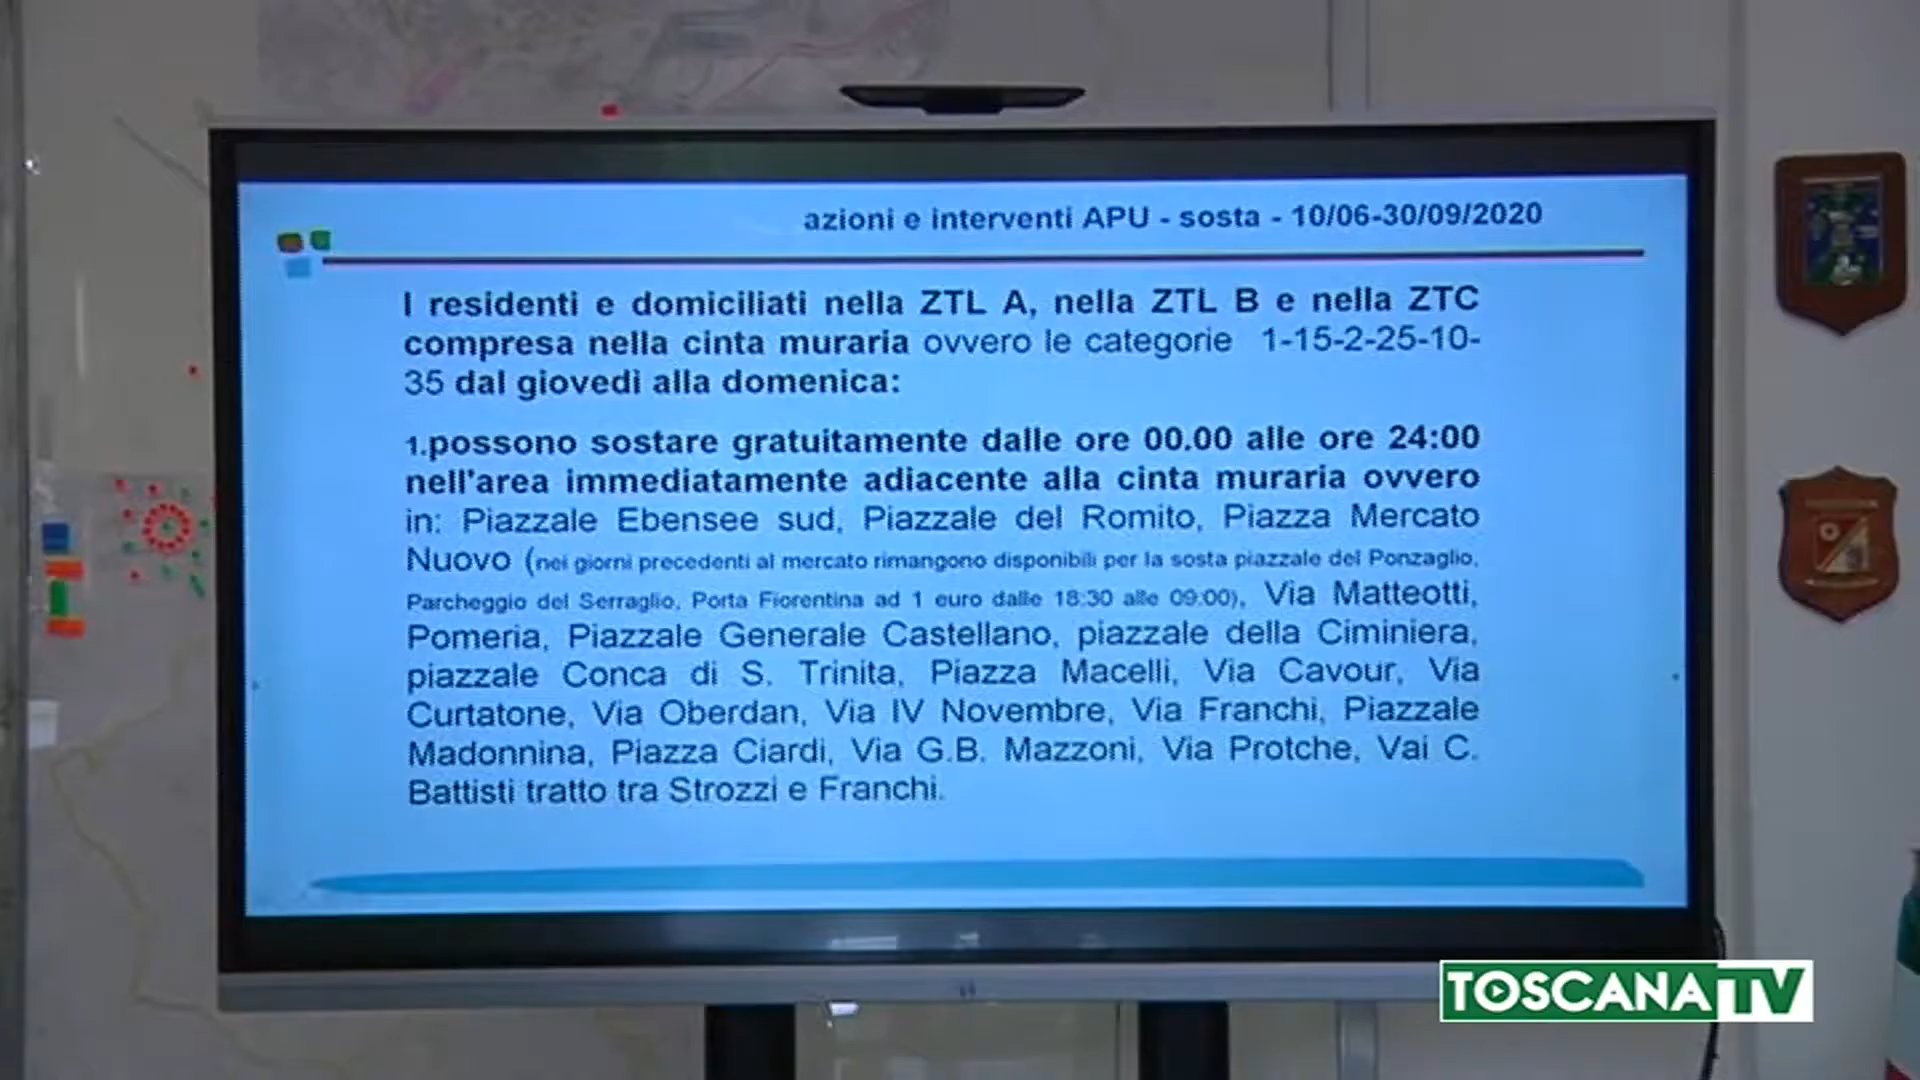 azioni e interventi APU - sosta - 10/06-30/09/2020
I residenti e domiciliati nella ZTL A, nella ZTL B e nella ZTC
compresa nella cinta muraria ovvero le categorie 1-15-2-25-10-
35 dal giovedì alla domenica:
1.possono sostare gratuitamente dalle ore 00.00 alle ore 24:00
nell'area immediatamente adiacente alla cinta muraria ovvero
in: Piazzale Ebensee sud, Piazzale del Romito, Piazza Mercato
Nuovo (nei giorni precedenti al mercato rimangono disponibili per la sosta piazzale del Ponzaglio,
Parcheggio del Serraglio, Porta Fiorentina ad 1 euro dalle 18:30 alle 09:00), Via Matteotti,
Pomeria, Piazzale Generale Castellano, piazzale della Ciminiera,
piazzale Conca di S. Trinita, Piazza Macelli, Via Cavour, Via
Curtatone, Via Oberdan, Via IV Novembre, Via Franchi, Piazzale
Madonnina, Piazza Ciardi, Via G.B. Mazzoni, Via Protche, Vai C.
Battisti tratto tra Strozzi e Franchi.
TOSCANA TV